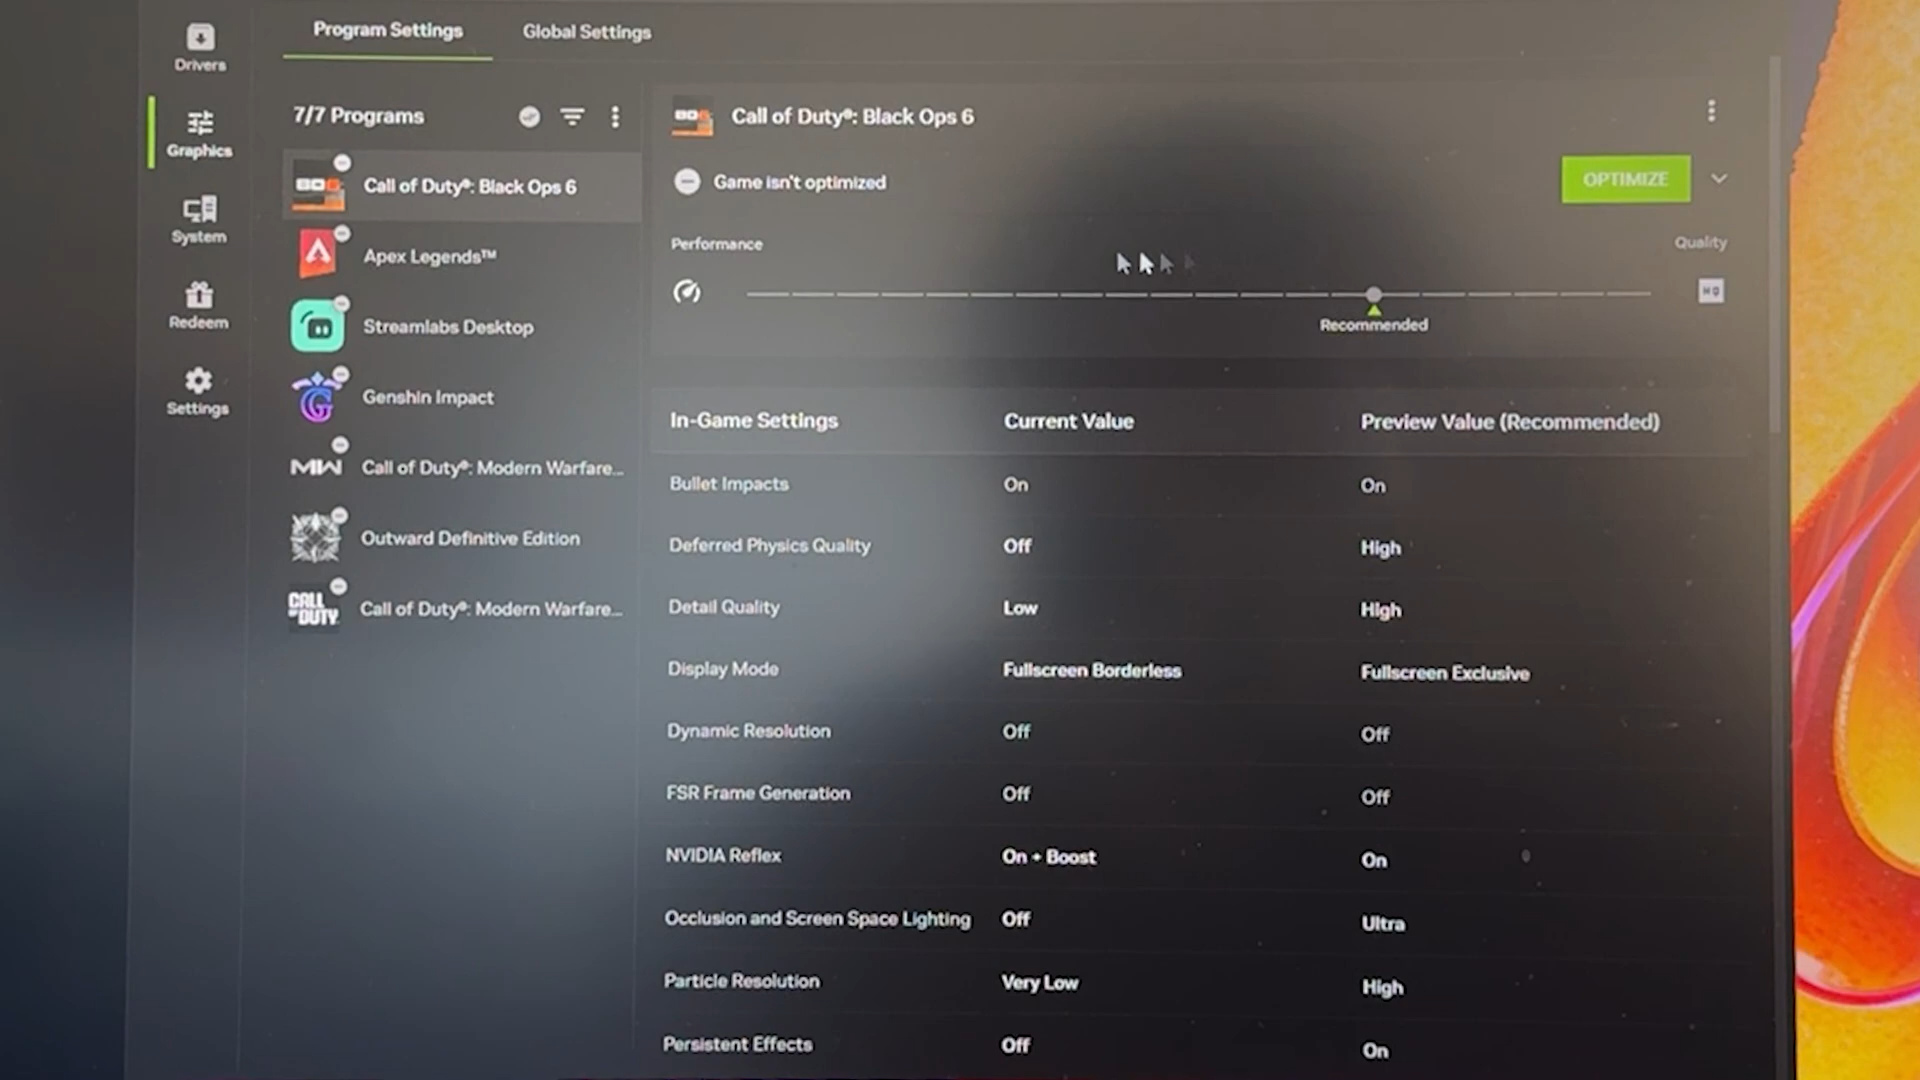 Drivers
Graphics
System
Redeem
Settings
Program Settings
Global Settings
7/7 Programs
Call of Duty®: Black Ops 6
Apex Legends™
Streamlabs Desktop
Genshin Impact
MW
Call of Duty®: Modern Warfare...
Outward Definitive Edition
CALL
OF DUTY
Call of Duty®: Modern Warfare...
Call of Duty®: Black Ops 6
Game isn't optimized
OPTIMIZE
Performance
Quality
HQ
Recommended
In-Game Settings Current Value Preview Value (Recommended)
Bullet Impacts On On
Deferred Physics Quality Off High
Detail Quality Low High
Display Mode Fullscreen Borderless Fullscreen Exclusive
Dynamic Resolution Off Off
FSR Frame Generation Off Off
NVIDIA Reflex On + Boost On
Occlusion and Screen Space Lighting Off Ultra
Particle Resolution Very Low High
Persistent Effects Off On